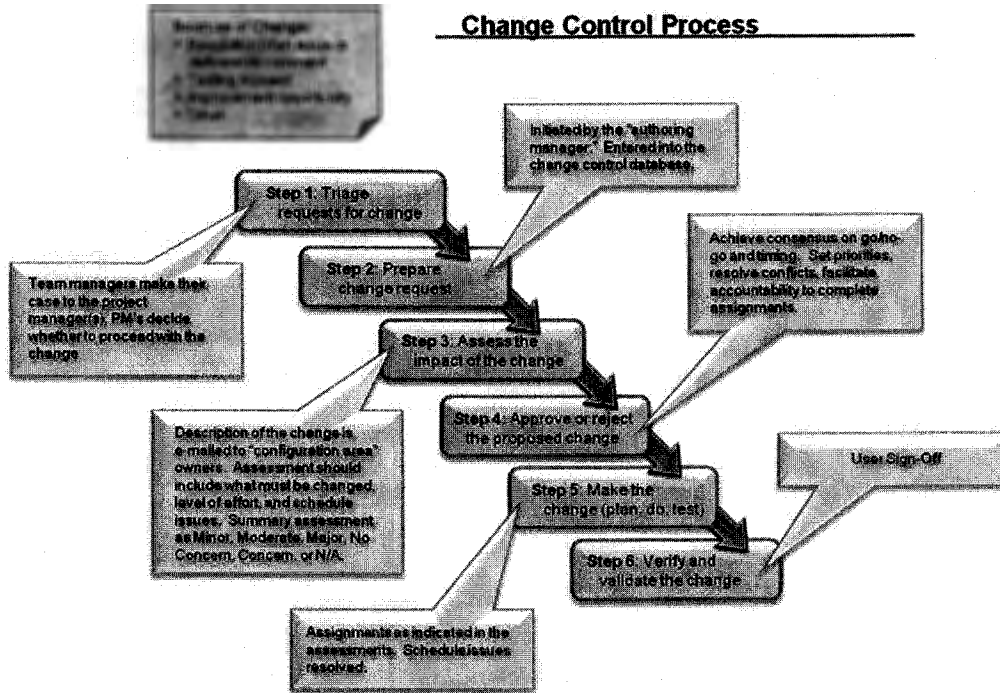 Change Control Process
Sources of Change:
Testing
Improvement opportunity
Other
Initiated by the "authoring
manager." Entered into the
change control database.
Step 1: Triage
requests for change
Team managers make their
case to the project
manager(s). PM's decide
whether to proceed with the
change
Step 2: Prepare
change request
Achieve consensus on go/no-
go and timing. Set priorities,
resolve conflicts, facilitate
accountability to complete
assignments.
Step 3: Assess the
impact of the change
Description of the change is
e-mailed to "configuration area"
owners. Assessment should
include what must be changed,
level of effort, and schedule
issues. Summary assessment
as Minor, Moderate, Major, No
Concern, Concern, or N/A.
Step 4: Approve or reject
the proposed change
User Sign-Off
Step 5: Make the
change (plan, do, test)
Step 6: Verify and
validate the change
Assignments as indicated in the
assessments. Schedule issues
resolved.